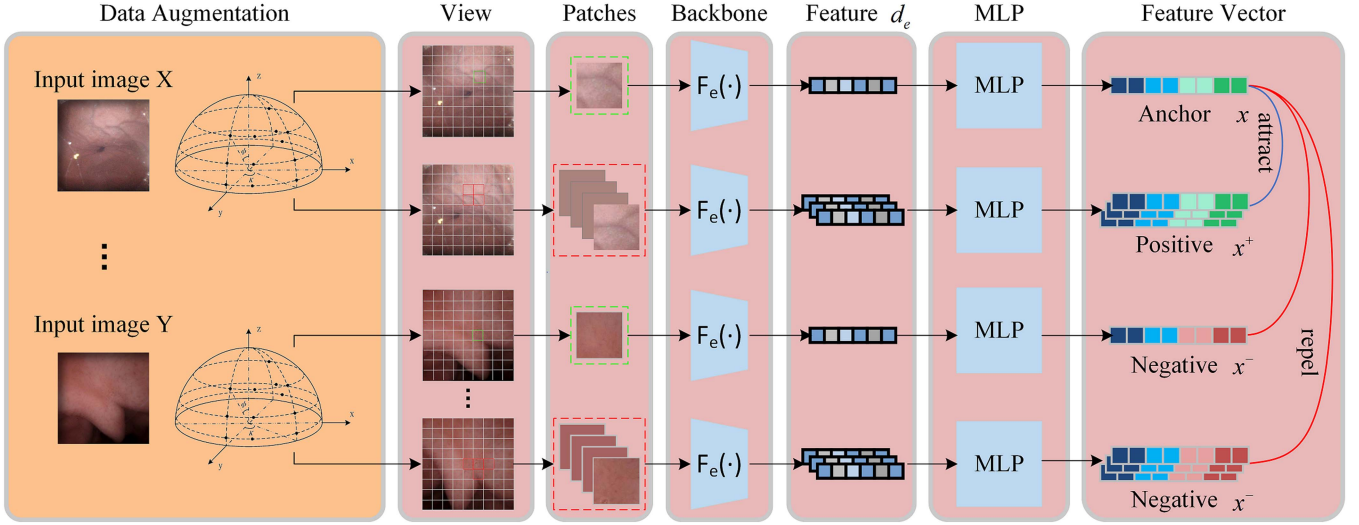 Data Augmentation
View
Patches
Backbone
Feature d_e
MLP
Feature Vector
Input image X
z
x
y
φ
F_e(·)
MLP
Anchor x
attract
F_e(·)
MLP
Positive x⁺
Input image Y
z
x
y
φ
F_e(·)
MLP
Negative x⁻
repel
F_e(·)
MLP
Negative x⁻